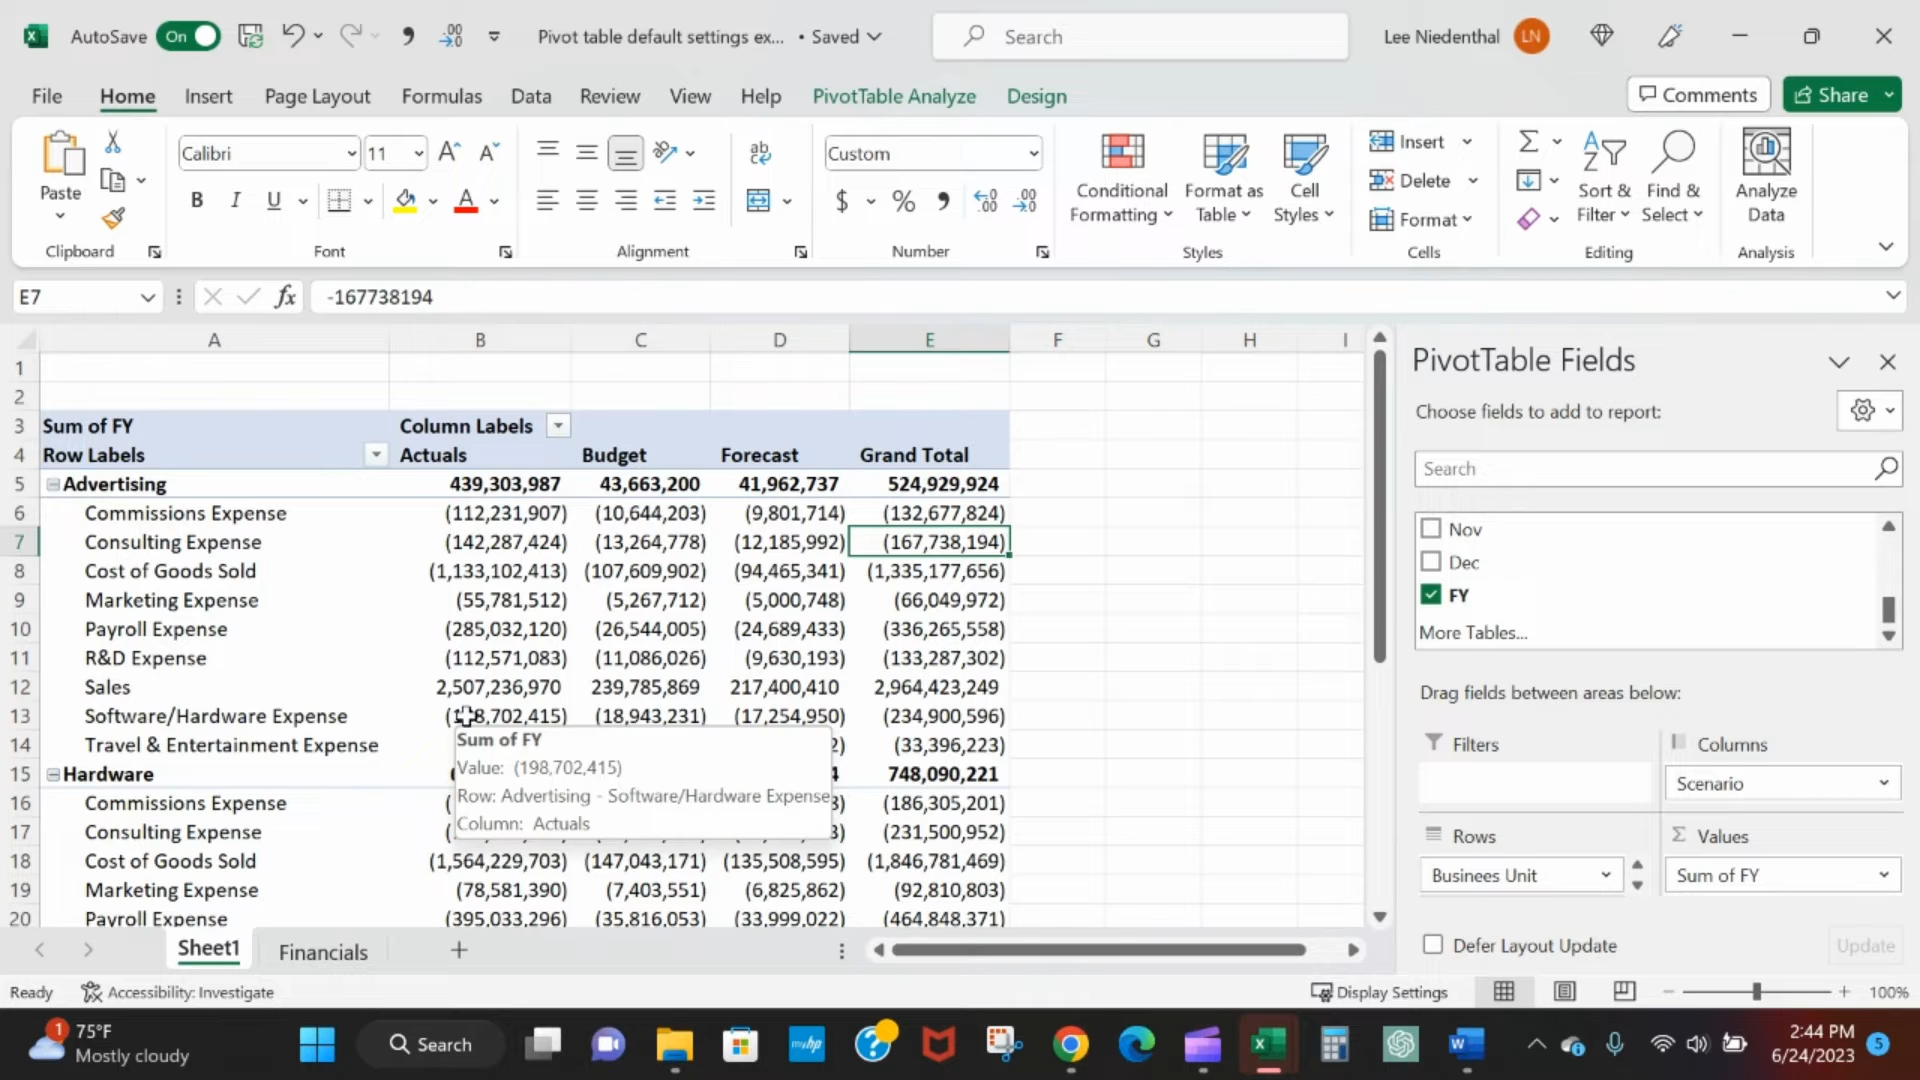 AutoSave On Pivot table default settings ex... • Saved Search Lee Niedenthal LN
File Home Insert Page Layout Formulas Data Review View Help PivotTable Analyze Design Comments Share
Calibri 11 Custom Insert
Paste Conditional Format as Cell Delete Sort & Find & Analyze
B I U $ % Formatting Table Styles Format Filter Select Data
Clipboard Font Alignment Number Styles Cells Editing Analysis
E7 fx -167738194
A B C D E F G H I
1
2
3 Sum of FY Column Labels
4 Row Labels Actuals Budget Forecast Grand Total
5 Advertising 439,303,987 43,663,200 41,962,737 524,929,924
6 Commissions Expense (112,231,907) (10,644,203) (9,801,714) (132,677,824)
7 Consulting Expense (142,287,424) (13,264,778) (12,185,992) (167,738,194)
8 Cost of Goods Sold (1,133,102,413) (107,609,902) (94,465,341) (1,335,177,656)
9 Marketing Expense (55,781,512) (5,267,712) (5,000,748) (66,049,972)
10 Payroll Expense (285,032,120) (26,544,005) (24,689,433) (336,265,558)
11 R&D Expense (112,571,083) (11,086,026) (9,630,193) (133,287,302)
12 Sales 2,507,236,970 239,785,869 217,400,410 2,964,423,249
13 Software/Hardware Expense (18,943,231) (17,254,950) (234,900,596)
14 Travel & Entertainment Expense 2) (33,396,223)
15 Hardware 4 748,090,221
16 Commissions Expense ( 3) (186,305,201)
17 Consulting Expense ( 3) (231,500,952)
18 Cost of Goods Sold (1,564,229,703) (147,043,171) (135,508,595) (1,846,781,469)
19 Marketing Expense (78,581,390) (7,403,551) (6,825,862) (92,810,803)
20 Payroll Expense (395,033,296) (35,816,053) (33,999,022) (464,848,371)
Sum of FY
Value: (198,702,415)
Row: Advertising - Software/Hardware Expense
Column: Actuals
PivotTable Fields
Choose fields to add to report:
Search
Nov
Dec
FY
More Tables...
Drag fields between areas below:
Filters Columns
Scenario
Rows Σ Values
Businees Unit Sum of FY
Defer Layout Update Update
Sheet1 Financials
Ready Accessibility: Investigate Display Settings 100%
1 75°F
Mostly cloudy
Search
myhp
2:44 PM
6/24/2023
5